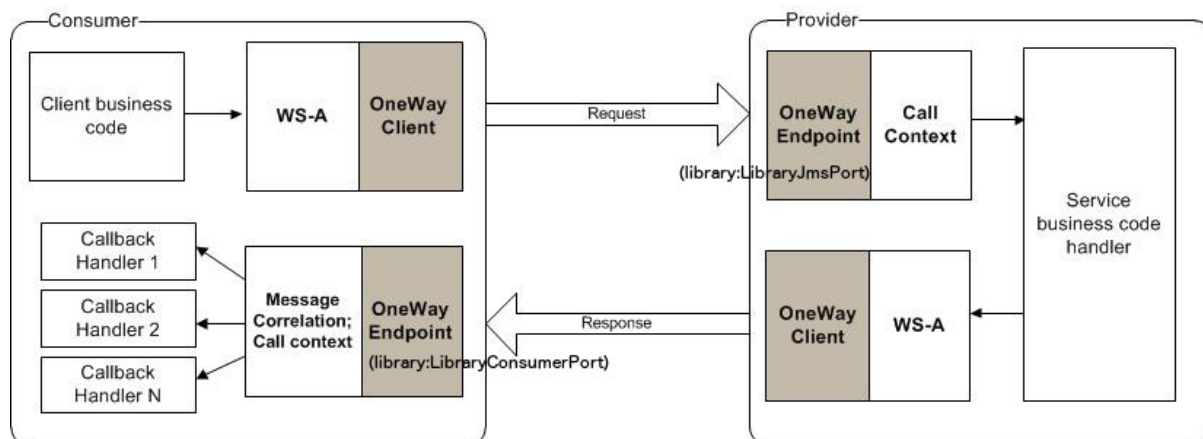 Consumer
Provider
Client business
code
WS-A
OneWay
Client
Request
OneWay
Endpoint
(library:LibraryJmsPort)
Call
Context
Service
business code
handler
Callback
Handler 1
Callback
Handler 2
Callback
Handler N
Message
Correlation;
Call context
OneWay
Endpoint
(library:LibraryConsumerPort)
Response
OneWay
Client
WS-A